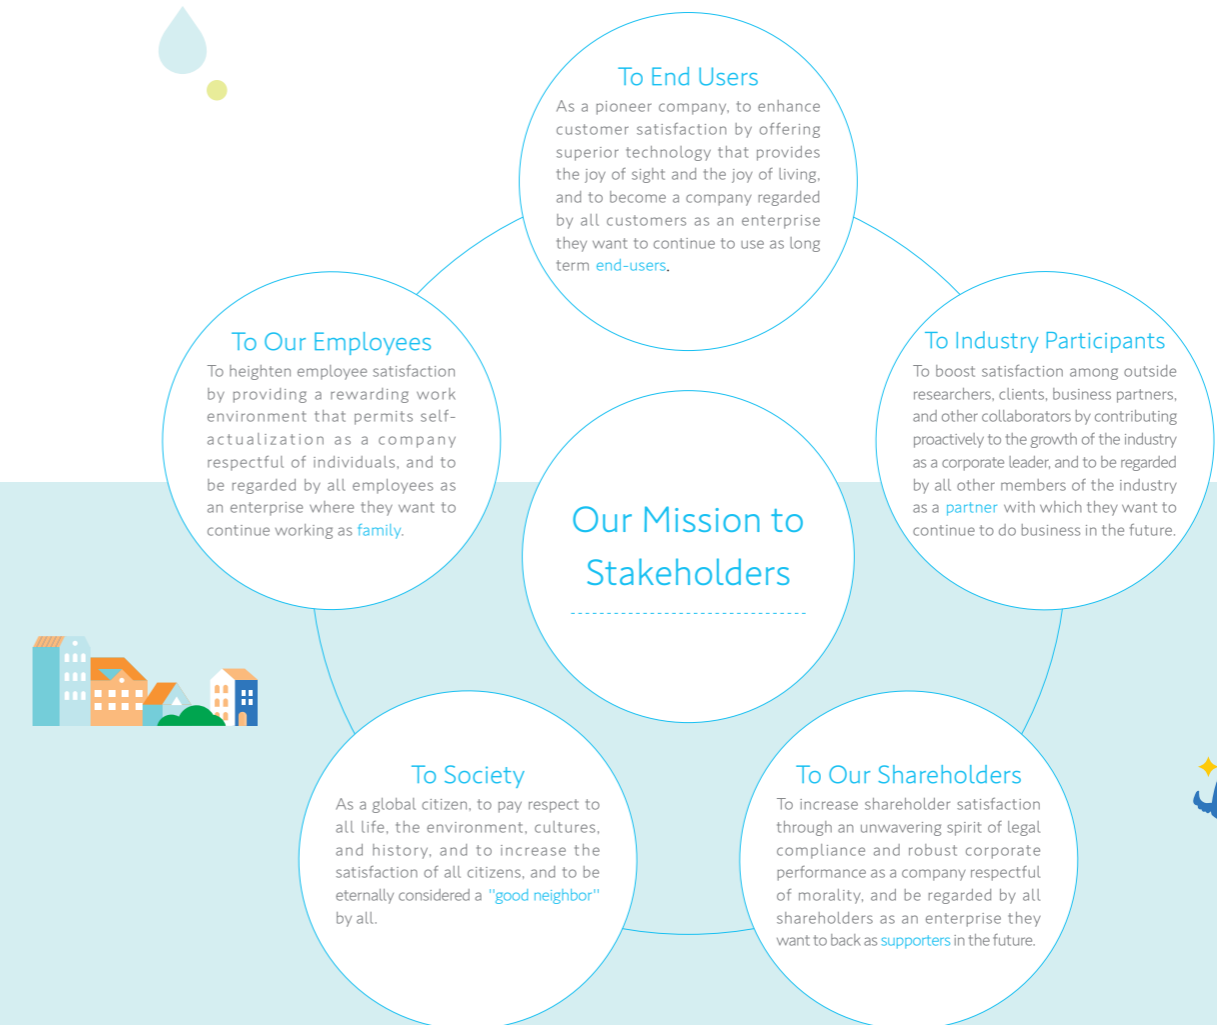 To End Users
As a pioneer company, to enhance
customer satisfaction by offering
superior technology that provides
the joy of sight and the joy of living,
and to become a company regarded
by all customers as an enterprise
they want to continue to use as long
term end-users.
To Our Employees
To heighten employee satisfaction
by providing a rewarding work
environment that permits self-
actualization as a company
respectful of individuals, and to
be regarded by all employees as
an enterprise where they want to
continue working as family.
To Industry Participants
To boost satisfaction among outside
researchers, clients, business partners,
and other collaborators by contributing
proactively to the growth of the industry
as a corporate leader, and to be regarded
by all other members of the industry
as a partner with which they want to
continue to do business in the future.
Our Mission to
Stakeholders
To Society
As a global citizen, to pay respect to
all life, the environment, cultures,
and history, and to increase the
satisfaction of all citizens, and to be
eternally considered a "good neighbor"
by all.
To Our Shareholders
To increase shareholder satisfaction
through an unwavering spirit of legal
compliance and robust corporate
performance as a company respectful
of morality, and be regarded by all
shareholders as an enterprise they
want to back as supporters in the future.